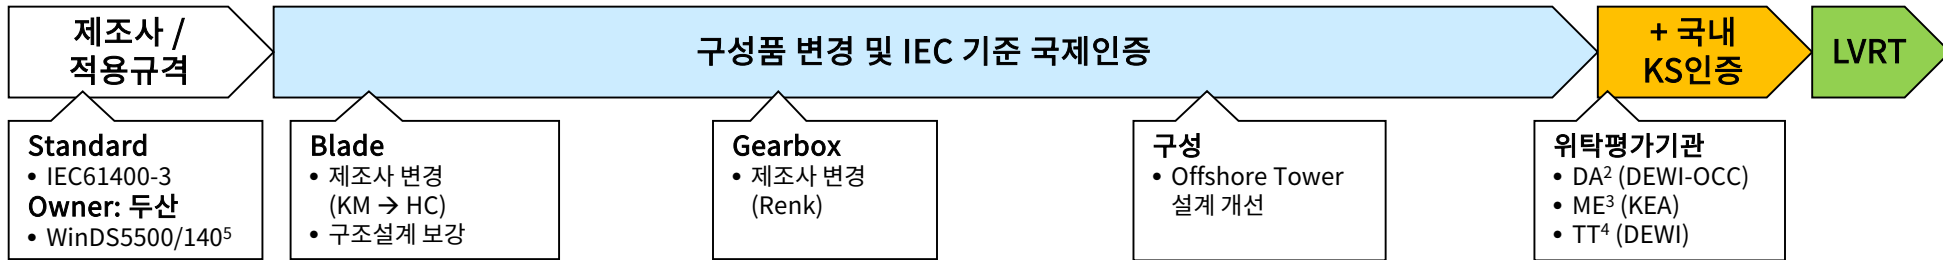 제조사 /
적용규격
구성품 변경 및 IEC 기준 국제인증
+ 국내
KS인증
LVRT
Standard
• IEC61400-3
Owner: 두산
• WinDS5500/140⁵
Blade
• 제조사 변경
(KM → HC)
• 구조설계 보강
Gearbox
• 제조사 변경
(Renk)
구성
• Offshore Tower
설계 개선
위탁평가기관
• DA² (DEWI-OCC)
• ME³ (KEA)
• TT⁴ (DEWI)